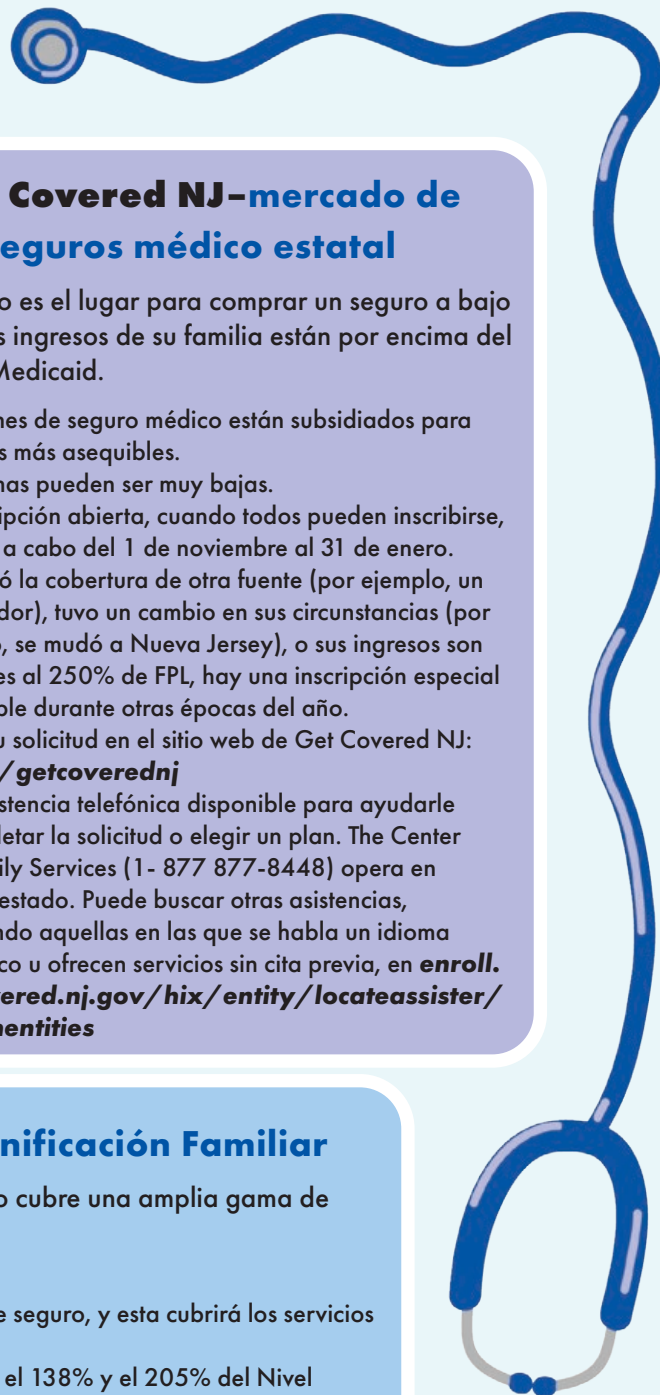 Covered NJ–mercado de
eguros médico estatal
o es el lugar para comprar un seguro a bajo
s ingresos de su familia están por encima del
Medicaid.
nes de seguro médico están subsidiados para
s más asequibles.
nas pueden ser muy bajas.
ipción abierta, cuando todos pueden inscribirse,
a cabo del 1 de noviembre al 31 de enero.
ó la cobertura de otra fuente (por ejemplo, un
dor), tuvo un cambio en sus circunstancias (por
o, se mudó a Nueva Jersey), o sus ingresos son
es al 250% de FPL, hay una inscripción especial
ble durante otras épocas del año.
u solicitud en el sitio web de Get Covered NJ:
/getcoverednj
stencia telefónica disponible para ayudarle
letar la solicitud o elegir un plan. The Center
ily Services (1- 877 877-8448) opera en
estado. Puede buscar otras asistencias,
ndo aquellas en las que se habla un idioma
co u ofrecen servicios sin cita previa, en enroll.
ered.nj.gov/hix/entity/locateassister/
nentities
nificación Familiar
o cubre una amplia gama de
e seguro, y esta cubrirá los servicios
el 138% y el 205% del Nivel